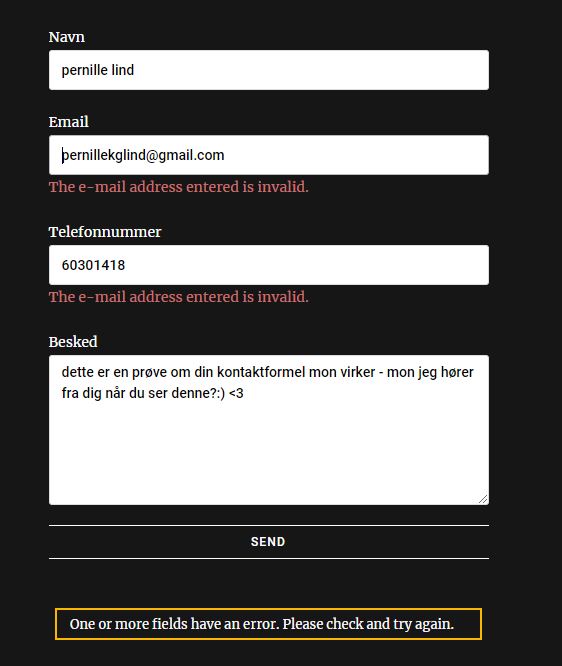 Navn
pernille lind
Email
pernillekglind@gmail.com
The e-mail address entered is invalid.
Telefonnummer
60301418
The e-mail address entered is invalid.
Besked
dette er en prøve om din kontaktformel mon virker - mon jeg hører
fra dig når du ser denne?:) <3
SEND
One or more fields have an error. Please check and try again.